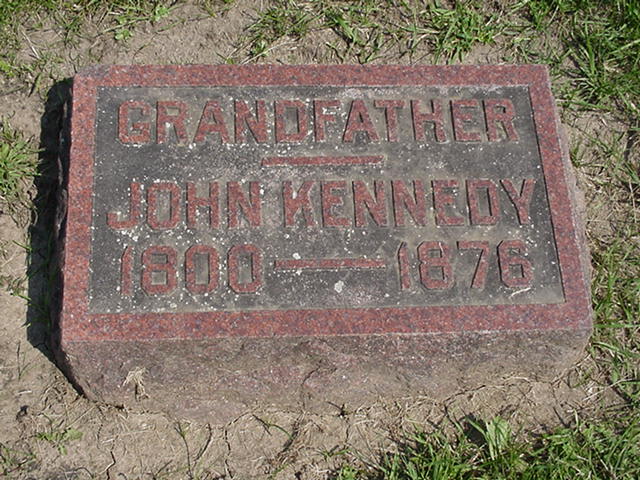 GRANDFATHER
JOHN KENNEDY
1800 — 1876